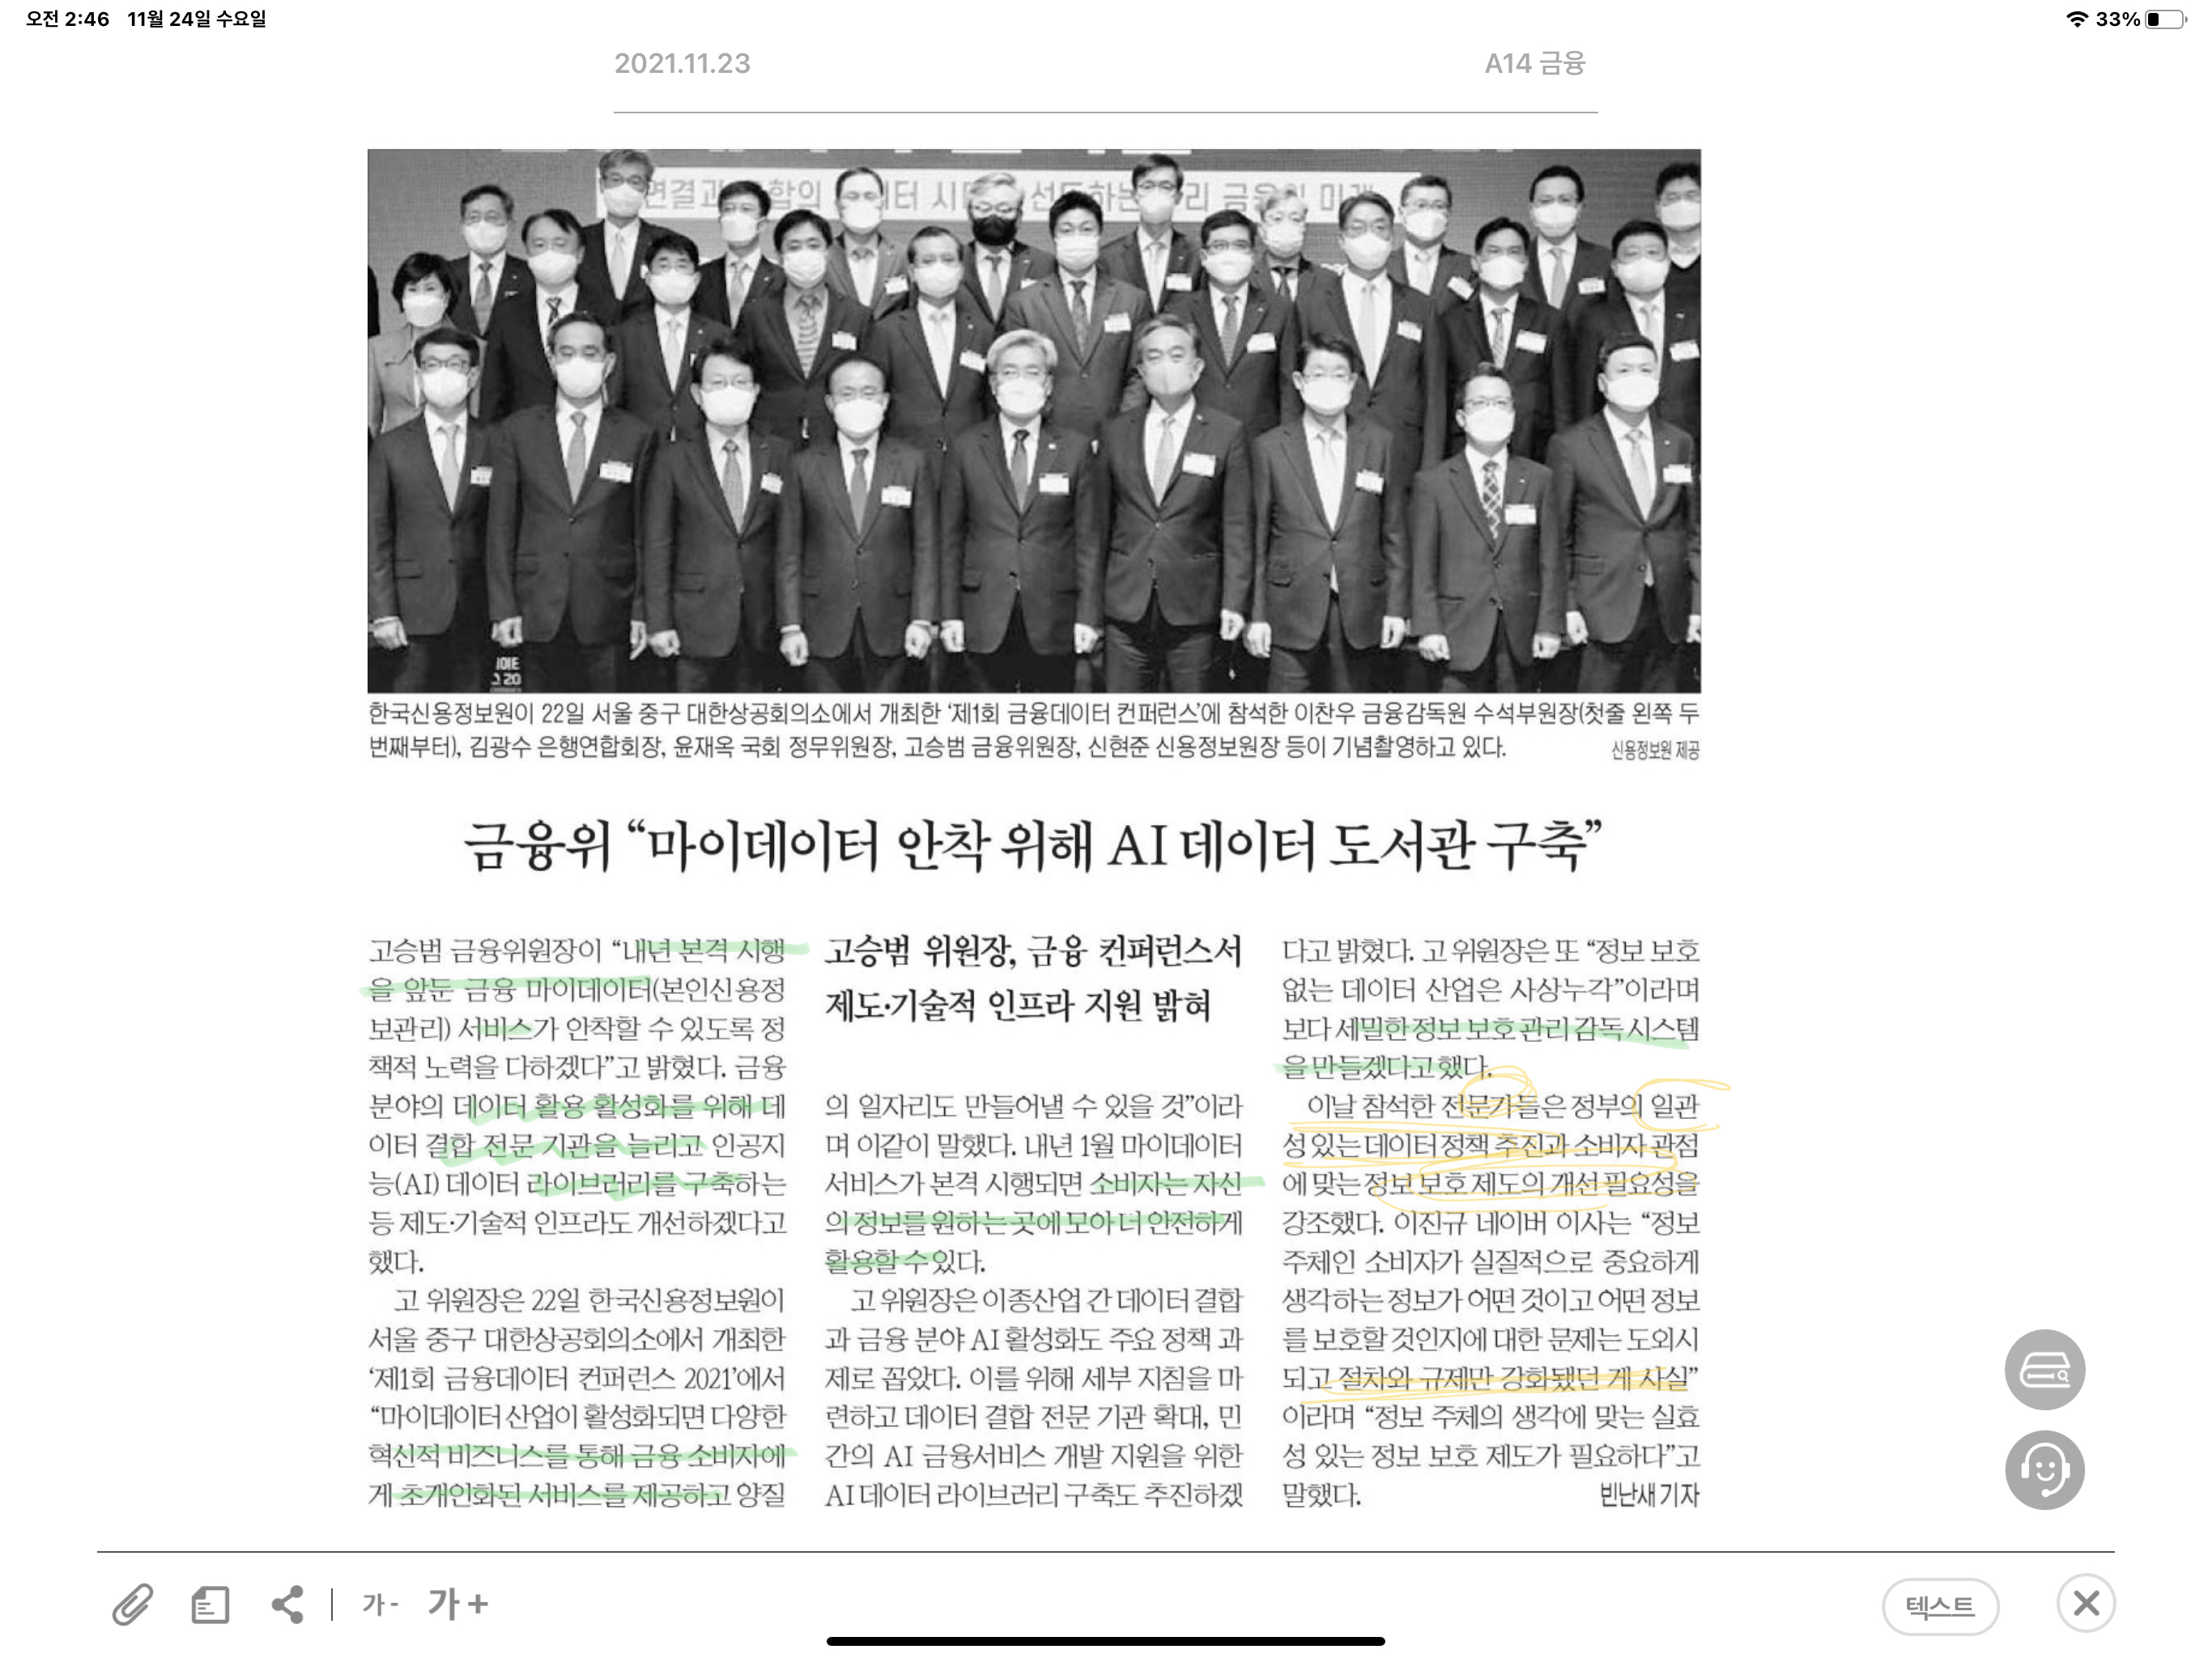 오전 2:46 11월 24일 수요일
33%
2021.11.23
A14 금융
한국신용정보원이 22일 서울 중구 대한상공회의소에서 개최한 ‘제1회 금융데이터 컨퍼런스’에 참석한 이찬우 금융감독원 수석부원장(첫줄 왼쪽 두
번째부터), 김광수 은행연합회장, 윤재옥 국회 정무위원장, 고승범 금융위원장, 신현준 신용정보원장 등이 기념촬영하고 있다.
신용정보원 제공
금융위 “마이데이터 안착 위해 AI 데이터 도서관 구축”
고승범 금융위원장이 “내년 본격 시행
을 앞둔 금융 마이데이터(본인신용정
보관리) 서비스가 안착할 수 있도록 정
책적 노력을 다하겠다”고 밝혔다. 금융
분야의 데이터 활용 활성화를 위해 데
이터 결합 전문 기관을 늘리고 인공지
능(AI) 데이터 라이브러리를 구축하는
등 제도·기술적 인프라도 개선하겠다고
했다.
고 위원장은 22일 한국신용정보원이
서울 중구 대한상공회의소에서 개최한
‘제1회 금융데이터 컨퍼런스 2021’에서
“마이데이터 산업이 활성화되면 다양한
혁신적 비즈니스를 통해 금융 소비자에
게 초개인화된 서비스를 제공하고 양질
고승범 위원장, 금융 컨퍼런스서
제도·기술적 인프라 지원 밝혀
의 일자리도 만들어낼 수 있을 것”이라
며 이같이 말했다. 내년 1월 마이데이터
서비스가 본격 시행되면 소비자는 자신
의 정보를 원하는 곳에 모아 더 안전하게
활용할 수 있다.
고 위원장은 이종산업 간 데이터 결합
과 금융 분야 AI 활성화도 주요 정책 과
제로 꼽았다. 이를 위해 세부 지침을 마
련하고 데이터 결합 전문 기관 확대, 민
간의 AI 금융서비스 개발 지원을 위한
AI 데이터 라이브러리 구축도 추진하겠
다고 밝혔다. 고 위원장은 또 “정보 보호
없는 데이터 산업은 사상누각”이라며
보다 세밀한 정보 보호 관리 감독 시스템
을 만들겠다고 했다.
이날 참석한 전문가들은 정부의 일관
성 있는 데이터 정책 추진과 소비자 관점
에 맞는 정보 보호 제도의 개선 필요성을
강조했다. 이진규 네이버 이사는 “정보
주체인 소비자가 실질적으로 중요하게
생각하는 정보가 어떤 것이고 어떤 정보
를 보호할 것인지에 대한 문제는 도외시
되고 절차와 규제만 강화됐던 게 사실”
이라며 “정보 주체의 생각에 맞는 실효
성 있는 정보 보호 제도가 필요하다”고
말했다.
빈난새 기자
가- 가+
텍스트